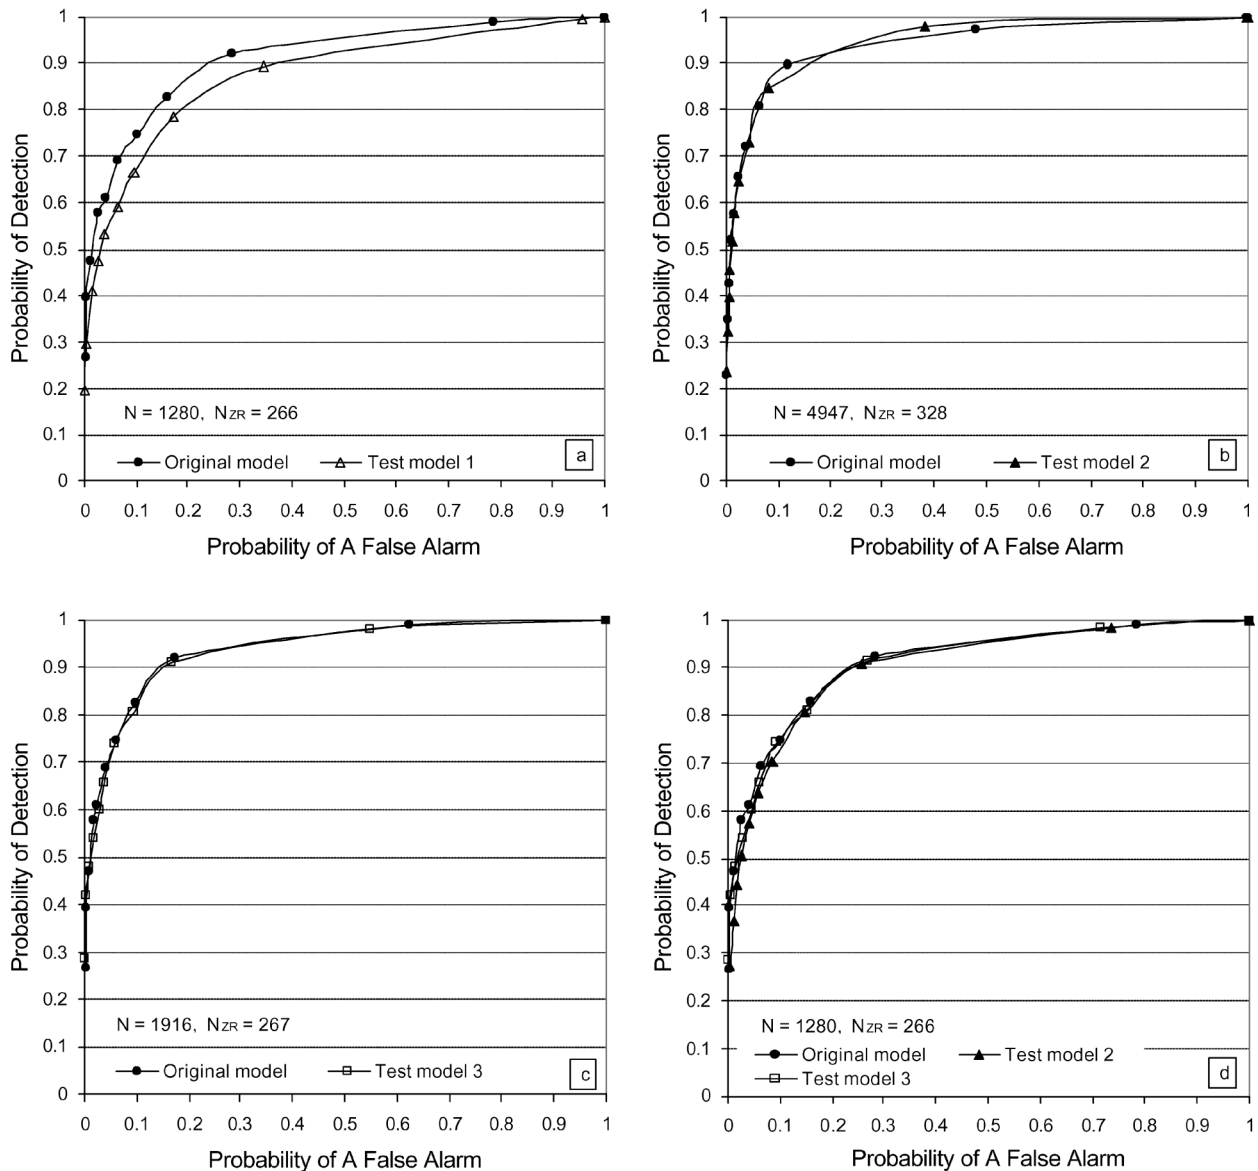 1
0.9
0.8
0.7
0.6
0.5
0.4
0.3
0.2
0.1
0
Probability of Detection
N = 1280, NZR = 266
Original model
Test model 1
a
0 0.1 0.2 0.3 0.4 0.5 0.6 0.7 0.8 0.9 1
Probability of A False Alarm
1
0.9
0.8
0.7
0.6
0.5
0.4
0.3
0.2
0.1
0
Probability of Detection
N = 4947, NZR = 328
Original model
Test model 2
b
0 0.1 0.2 0.3 0.4 0.5 0.6 0.7 0.8 0.9 1
Probability of A False Alarm
1
0.9
0.8
0.7
0.6
0.5
0.4
0.3
0.2
0.1
0
Probability of Detection
N = 1916, NZR = 267
Original model
Test model 3
c
0 0.1 0.2 0.3 0.4 0.5 0.6 0.7 0.8 0.9 1
Probability of A False Alarm
1
0.9
0.8
0.7
0.6
0.5
0.4
0.3
0.2
0.1
0
Probability of Detection
N = 1280, NZR = 266
Original model
Test model 2
Test model 3
d
0 0.1 0.2 0.3 0.4 0.5 0.6 0.7 0.8 0.9 1
Probability of A False Alarm